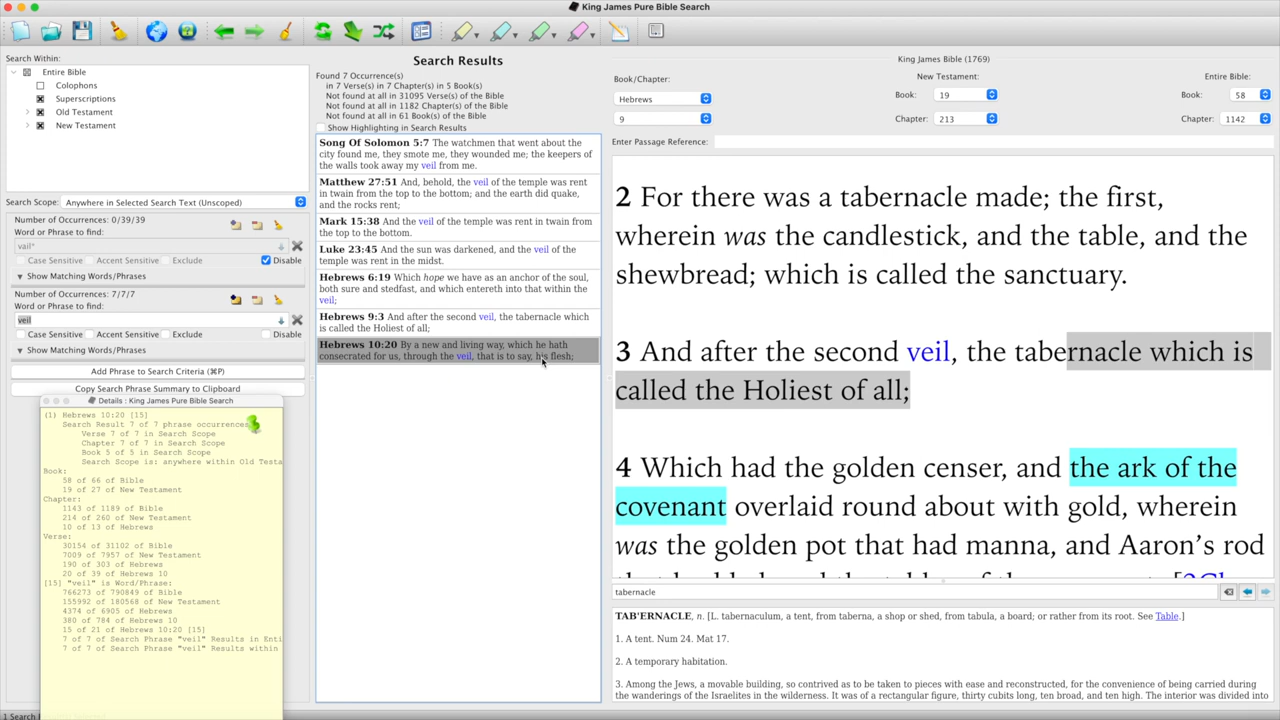 King James Pure Bible Search
Search Within:
Entire Bible
Colophons
Superscriptions
Old Testament
New Testament
Search Scope: Anywhere in Selected Search Text (Unscoped)
Number of Occurrences: 0/39/39
Word or Phrase to find:
vail*
Case Sensitive Accent Sensitive Exclude Disable
Show Matching Words/Phrases
Number of Occurrences: 7/7/7
Word or Phrase to find:
veil
Case Sensitive Accent Sensitive Exclude Disable
Show Matching Words/Phrases
Add Phrase to Search Criteria (⌘P)
Copy Search Phrase Summary to Clipboard
Details : King James Pure Bible Search
(1) Hebrews 10:20 [15]
Search Result 7 of 7 phrase occurrences
Verse 7 of 7 in Search Scope
Chapter 7 of 7 in Search Scope
Book 5 of 5 in Search Scope
Search Scope is: anywhere within Old Testa
Book:
58 of 66 of Bible
19 of 27 of New Testament
Chapter:
1143 of 1189 of Bible
214 of 260 of New Testament
10 of 13 of Hebrews
Verse:
30154 of 31102 of Bible
7009 of 7957 of New Testament
190 of 303 of Hebrews
20 of 39 of Hebrews 10
[15] "veil" is Word/Phrase:
766273 of 790849 of Bible
155992 of 180568 of New Testament
4374 of 6905 of Hebrews
380 of 784 of Hebrews 10
15 of 21 of Hebrews 10:20 [15]
7 of 7 of Search Phrase "veil" Results in Enti
7 of 7 of Search Phrase "veil" Results within
Search Results
Found 7 Occurrence(s)
in 7 Verse(s) in 7 Chapter(s) in 5 Book(s)
Not found at all in 31095 Verse(s) of the Bible
Not found at all in 1182 Chapter(s) of the Bible
Not found at all in 61 Book(s) of the Bible
Show Highlighting in Search Results
Song Of Solomon 5:7 The watchmen that went about the
city found me, they smote me, they wounded me; the keepers of
the walls took away my veil from me.
Matthew 27:51 And, behold, the veil of the temple was rent
in twain from the top to the bottom; and the earth did quake,
and the rocks rent;
Mark 15:38 And the veil of the temple was rent in twain from
the top to the bottom.
Luke 23:45 And the sun was darkened, and the veil of the
temple was rent in the midst.
Hebrews 6:19 Which hope we have as an anchor of the soul,
both sure and stedfast, and which entereth into that within the
veil;
Hebrews 9:3 And after the second veil, the tabernacle which
is called the Holiest of all;
Hebrews 10:20 By a new and living way, which he hath
consecrated for us, through the veil, that is to say, his flesh;
King James Bible (1769)
Book/Chapter:
New Testament:
Entire Bible:
Hebrews
Book: 19
Book: 58
9
Chapter: 213
Chapter: 1142
Enter Passage Reference:
2 For there was a tabernacle made; the first,
wherein was the candlestick, and the table, and the
shewbread; which is called the sanctuary.
3 And after the second veil, the tabernacle which is
called the Holiest of all;
4 Which had the golden censer, and the ark of the
covenant overlaid round about with gold, wherein
was the golden pot that had manna, and Aaron's rod
tabernacle
TAB'ERNACLE, n. [L. tabernaculum, a tent, from taberna, a shop or shed, from tabula, a board; or rather from its root. See Table.]
1. A tent. Num 24. Mat 17.
2. A temporary habitation.
3. Among the Jews, a movable building, so contrived as to be taken to pieces with ease and reconstructed, for the convenience of being carried during
the wanderings of the Israelites in the wilderness. It was of a rectangular figure, thirty cubits long, ten broad, and ten high. The interior was divided into